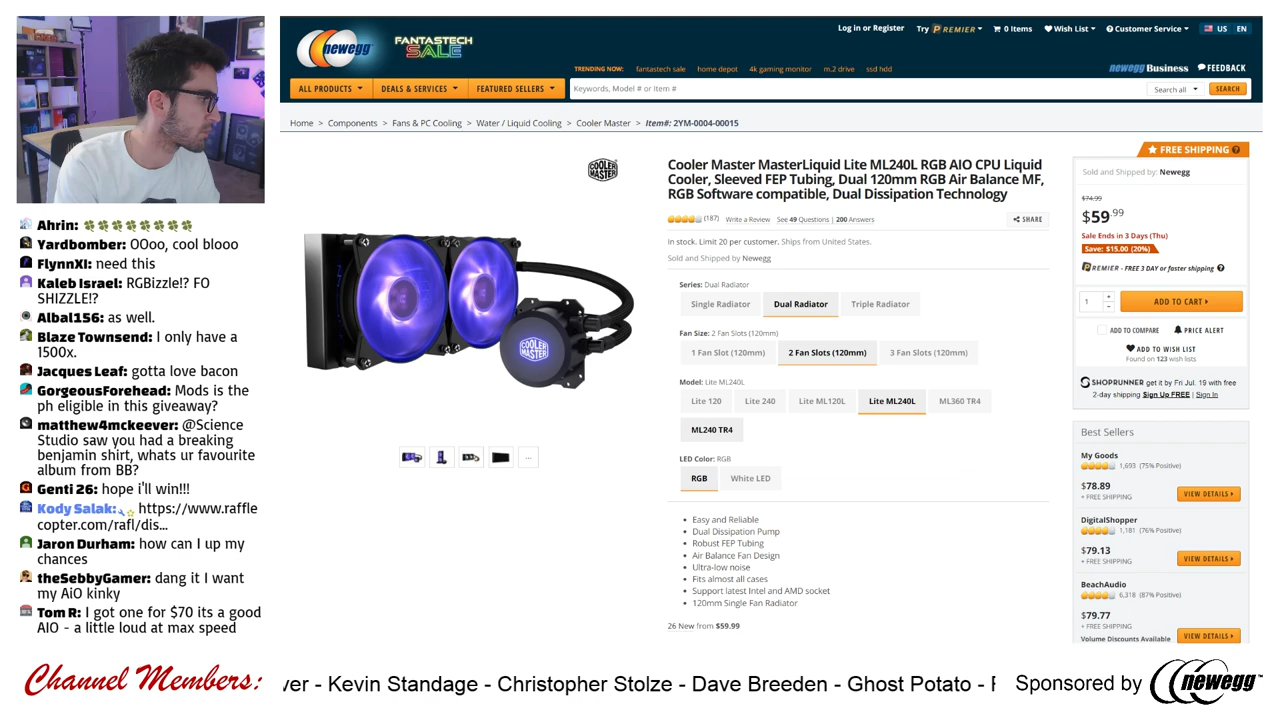 Ahrin:
Yardbomber: OOoo, cool blooo
FlynnXI: need this
Kaleb Israel: RGBizzle!? FO
SHIZZLE!?
Albal156: as well.
Blaze Townsend: I only have a
1500x.
Jacques Leaf: gotta love bacon
GorgeousForehead: Mods is the
ph eligible in this giveaway?
matthew4mckeever: @Science
Studio saw you had a breaking
benjamin shirt, whats ur favourite
album from BB?
Genti 26: hope i'll win!!!
Kody Salak: https://www.raffle
copter.com/rafl/dis...
Jaron Durham: how can I up my
chances
theSebbyGamer: dang it I want
my AiO kinky
Tom R: I got one for $70 its a good
AIO - a little loud at max speed
newegg
FANTASTECH
SALE
Log in or Register Try PREMIER 0 Items Wish List Customer Service US EN
TRENDING NOW: fantastech sale home depot 4k gaming monitor m.2 drive ssd hdd
newegg Business FEEDBACK
ALL PRODUCTS DEALS & SERVICES FEATURED SELLERS Keywords, Model # or Item # Search all SEARCH
Home > Components > Fans & PC Cooling > Water / Liquid Cooling > Cooler Master > Item#: 2YM-0004-00015
COOLER
MASTER
COOLER
MASTER
...
Cooler Master MasterLiquid Lite ML240L RGB AIO CPU Liquid
Cooler, Sleeved FEP Tubing, Dual 120mm RGB Air Balance MF,
RGB Software compatible, Dual Dissipation Technology
(187) Write a Review See 49 Questions | 200 Answers SHARE
In stock. Limit 20 per customer. Ships from United States.
Sold and Shipped by Newegg
Series: Dual Radiator
Single Radiator Dual Radiator Triple Radiator
Fan Size: 2 Fan Slots (120mm)
1 Fan Slot (120mm) 2 Fan Slots (120mm) 3 Fan Slots (120mm)
Model: Lite ML240L
Lite 120 Lite 240 Lite ML120L Lite ML240L ML360 TR4
ML240 TR4
LED Color: RGB
RGB White LED
Easy and Reliable
Dual Dissipation Pump
Robust FEP Tubing
Air Balance Fan Design
Ultra-low noise
Fits almost all cases
Support latest Intel and AMD socket
120mm Single Fan Radiator
26 New from $59.99
FREE SHIPPING
Sold and Shipped by: Newegg
$74.99
$59.99
Sale Ends in 3 Days (Thu)
Save: $15.00 (20%)
PREMIER - FREE 3 DAY or faster shipping
1 + - ADD TO CART
ADD TO COMPARE PRICE ALERT
ADD TO WISH LIST
Found on 123 wish lists
SHOPRUNNER get it by Fri Jul. 19 with free
2-day shipping Sign Up FREE | Sign In
Best Sellers
My Goods
1,693 (75% Positive)
$78.89
+ FREE SHIPPING
VIEW DETAILS
DigitalShopper
1,181 (76% Positive)
$79.13
+ FREE SHIPPING
VIEW DETAILS
BeachAudio
6,318 (87% Positive)
$79.77
+ FREE SHIPPING
VIEW DETAILS
Volume Discounts Available
Channel Members: ver - Kevin Standage - Christopher Stolze - Dave Breeden - Ghost Potato -
Sponsored by newegg